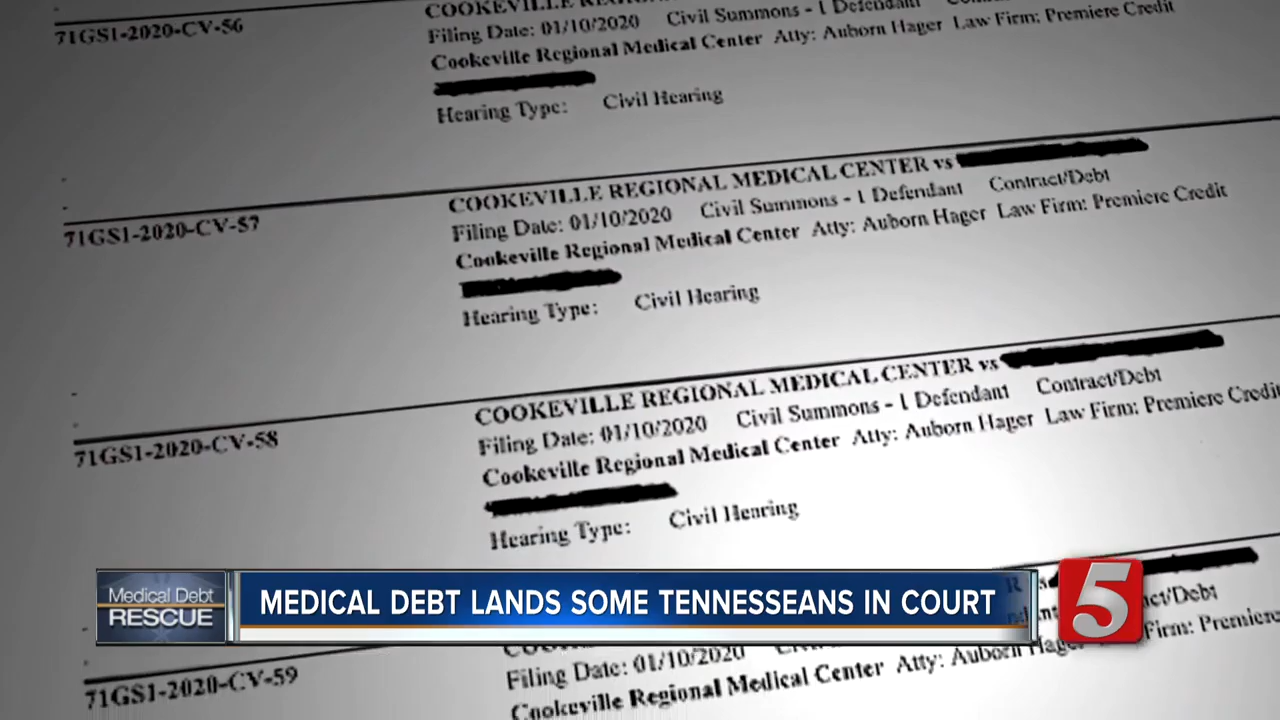 COOKEVILLE REGIONAL
71GS1-2020-CV-56
Filing Date: 01/10/2020 Civil Summons - 1 Defendant
Cookeville Regional Medical Center Atty: Auborn Hager Law Firm: Premiere Credit
Hearing Type: Civil Hearing
COOKEVILLE REGIONAL MEDICAL CENTER vs
71GS1-2020-CV-57
Filing Date: 01/10/2020 Civil Summons - 1 Defendant Contract/Debt
Cookeville Regional Medical Center Atty: Auborn Hager Law Firm: Premiere Credit
Hearing Type: Civil Hearing
COOKEVILLE REGIONAL MEDICAL CENTER vs
71GS1-2020-CV-58
Filing Date: 01/10/2020 Civil Summons - 1 Defendant Contract/Debt
Cookeville Regional Medical Center Atty: Auborn Hager Law Firm: Premiere Credit
Hearing Type: Civil Hearing
Medical Debt
RESCUE
MEDICAL DEBT LANDS SOME TENNESSEANS IN COURT
5
71GS1-2020-CV-59
Filing Date: 01/10/2020
Cookeville Regional Medical Center Atty: Auborn Hager Firm: Premiere